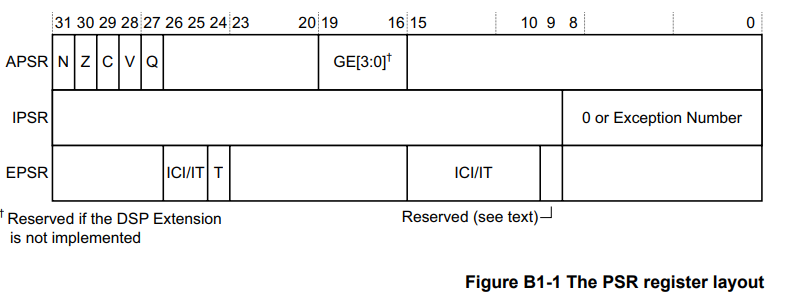 31 30 29 28 27 26 25 24 23 20 19 16 15 10 9 8 0
APSR N Z C V Q GE[3:0]†
IPSR 0 or Exception Number
EPSR ICI/IT T ICI/IT
† Reserved if the DSP Extension Reserved (see text)
is not implemented
Figure B1-1 The PSR register layout